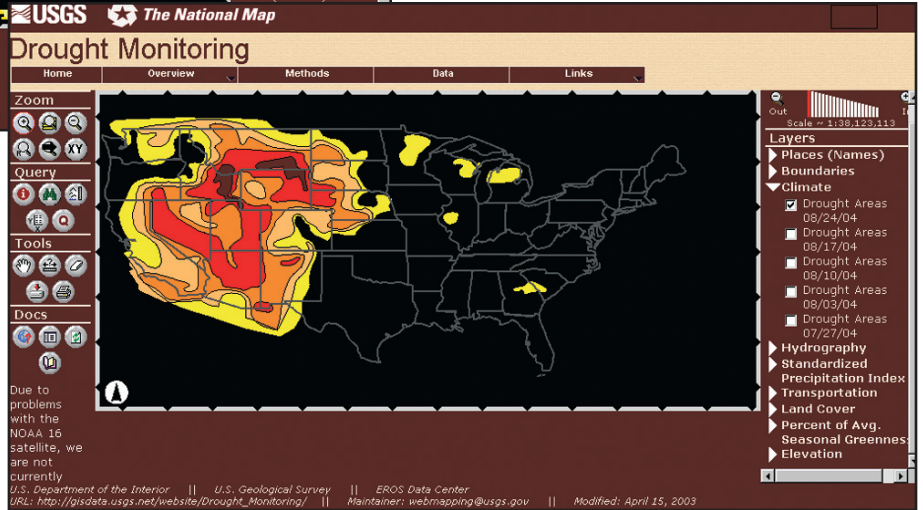 USGS The National Map
Drought Monitoring
Home Overview Methods Data Links
Zoom
XY
Query
Tools
Docs
Due to
problems
with the
NOAA 16
satellite, we
are not
currently
Out In
Scale ~ 1:38,123,113
Layers
Places (Names)
Boundaries
Climate
Drought Areas
08/24/04
Drought Areas
08/17/04
Drought Areas
08/10/04
Drought Areas
08/03/04
Drought Areas
07/27/04
Hydrography
Standardized
Precipitation Index
Transportation
Land Cover
Percent of Avg.
Seasonal Greennes
Elevation
U.S. Department of the Interior || U.S. Geological Survey || EROS Data Center
URL: http://gisdata.usgs.net/website/Drought_Monitoring/ || Maintainer: webmapping@usgs.gov || Modified: April 15, 2003